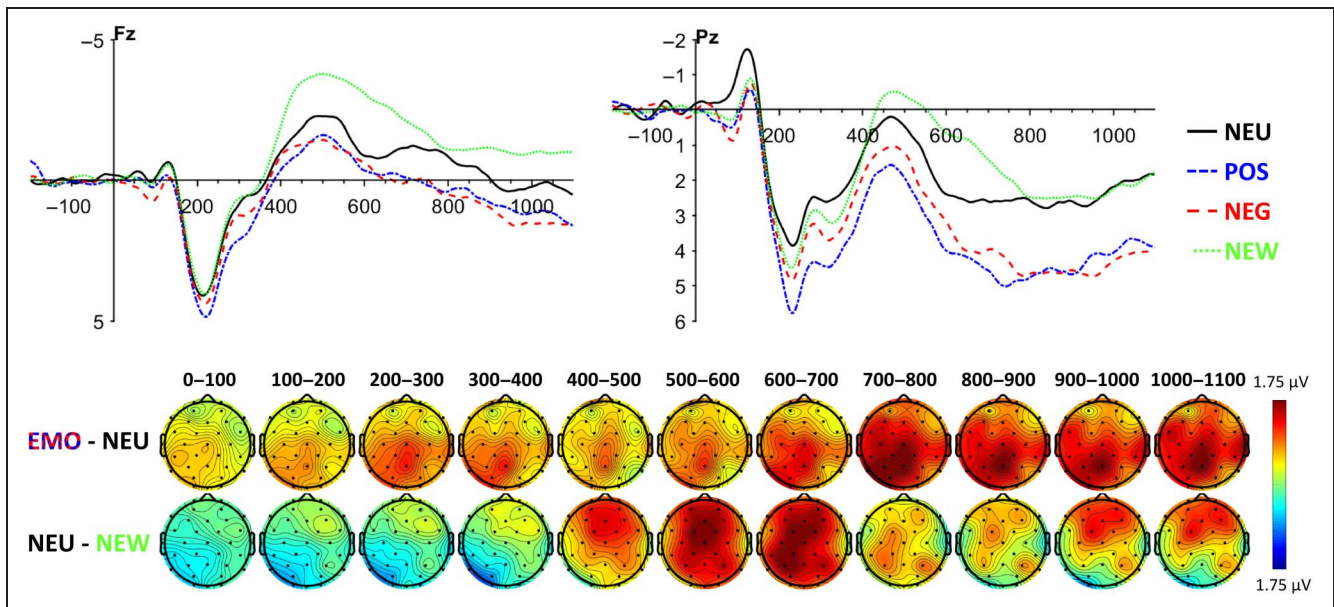 Fz
−5
−100
200
400
600
800
1000
5
Pz
−2
−1
−100
200
400
600
800
1000
1
2
3
4
5
6
NEU
POS
NEG
NEW
0–100 100–200 200–300 300–400 400–500 500–600 600–700 700–800 800–900 900–1000 1000–1100 1.75 µV
EMO - NEU
NEU - NEW
1.75 µV